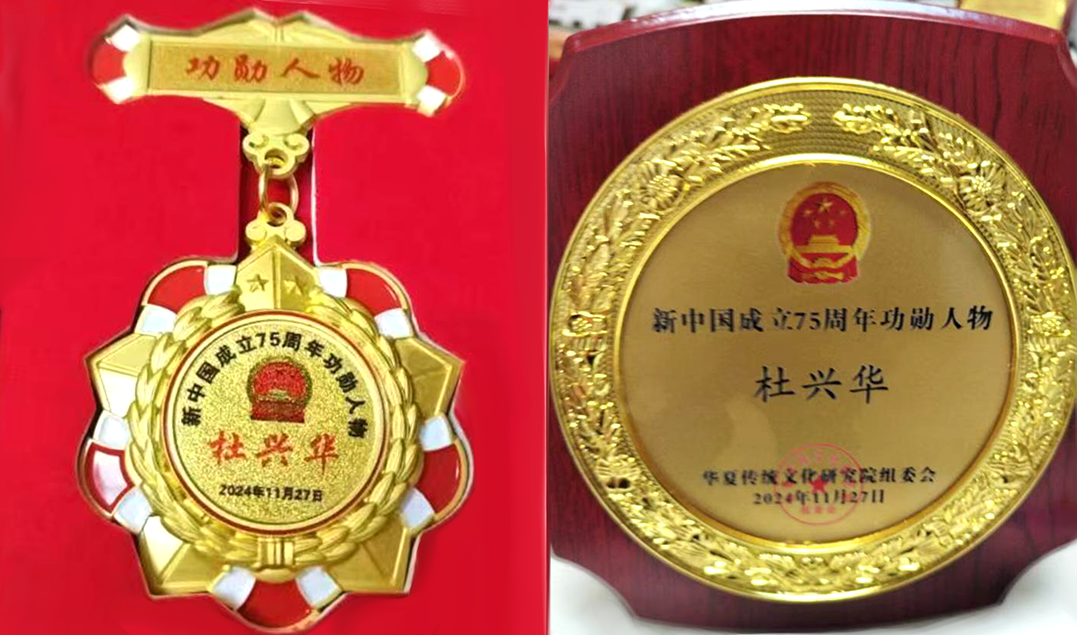 功勋人物
新中国成立75周年功勋人物
杜兴华
2024年11月27日
新中国成立75周年功勋人物
杜兴华
华夏传统文化研究院组委会
2024年11月27日